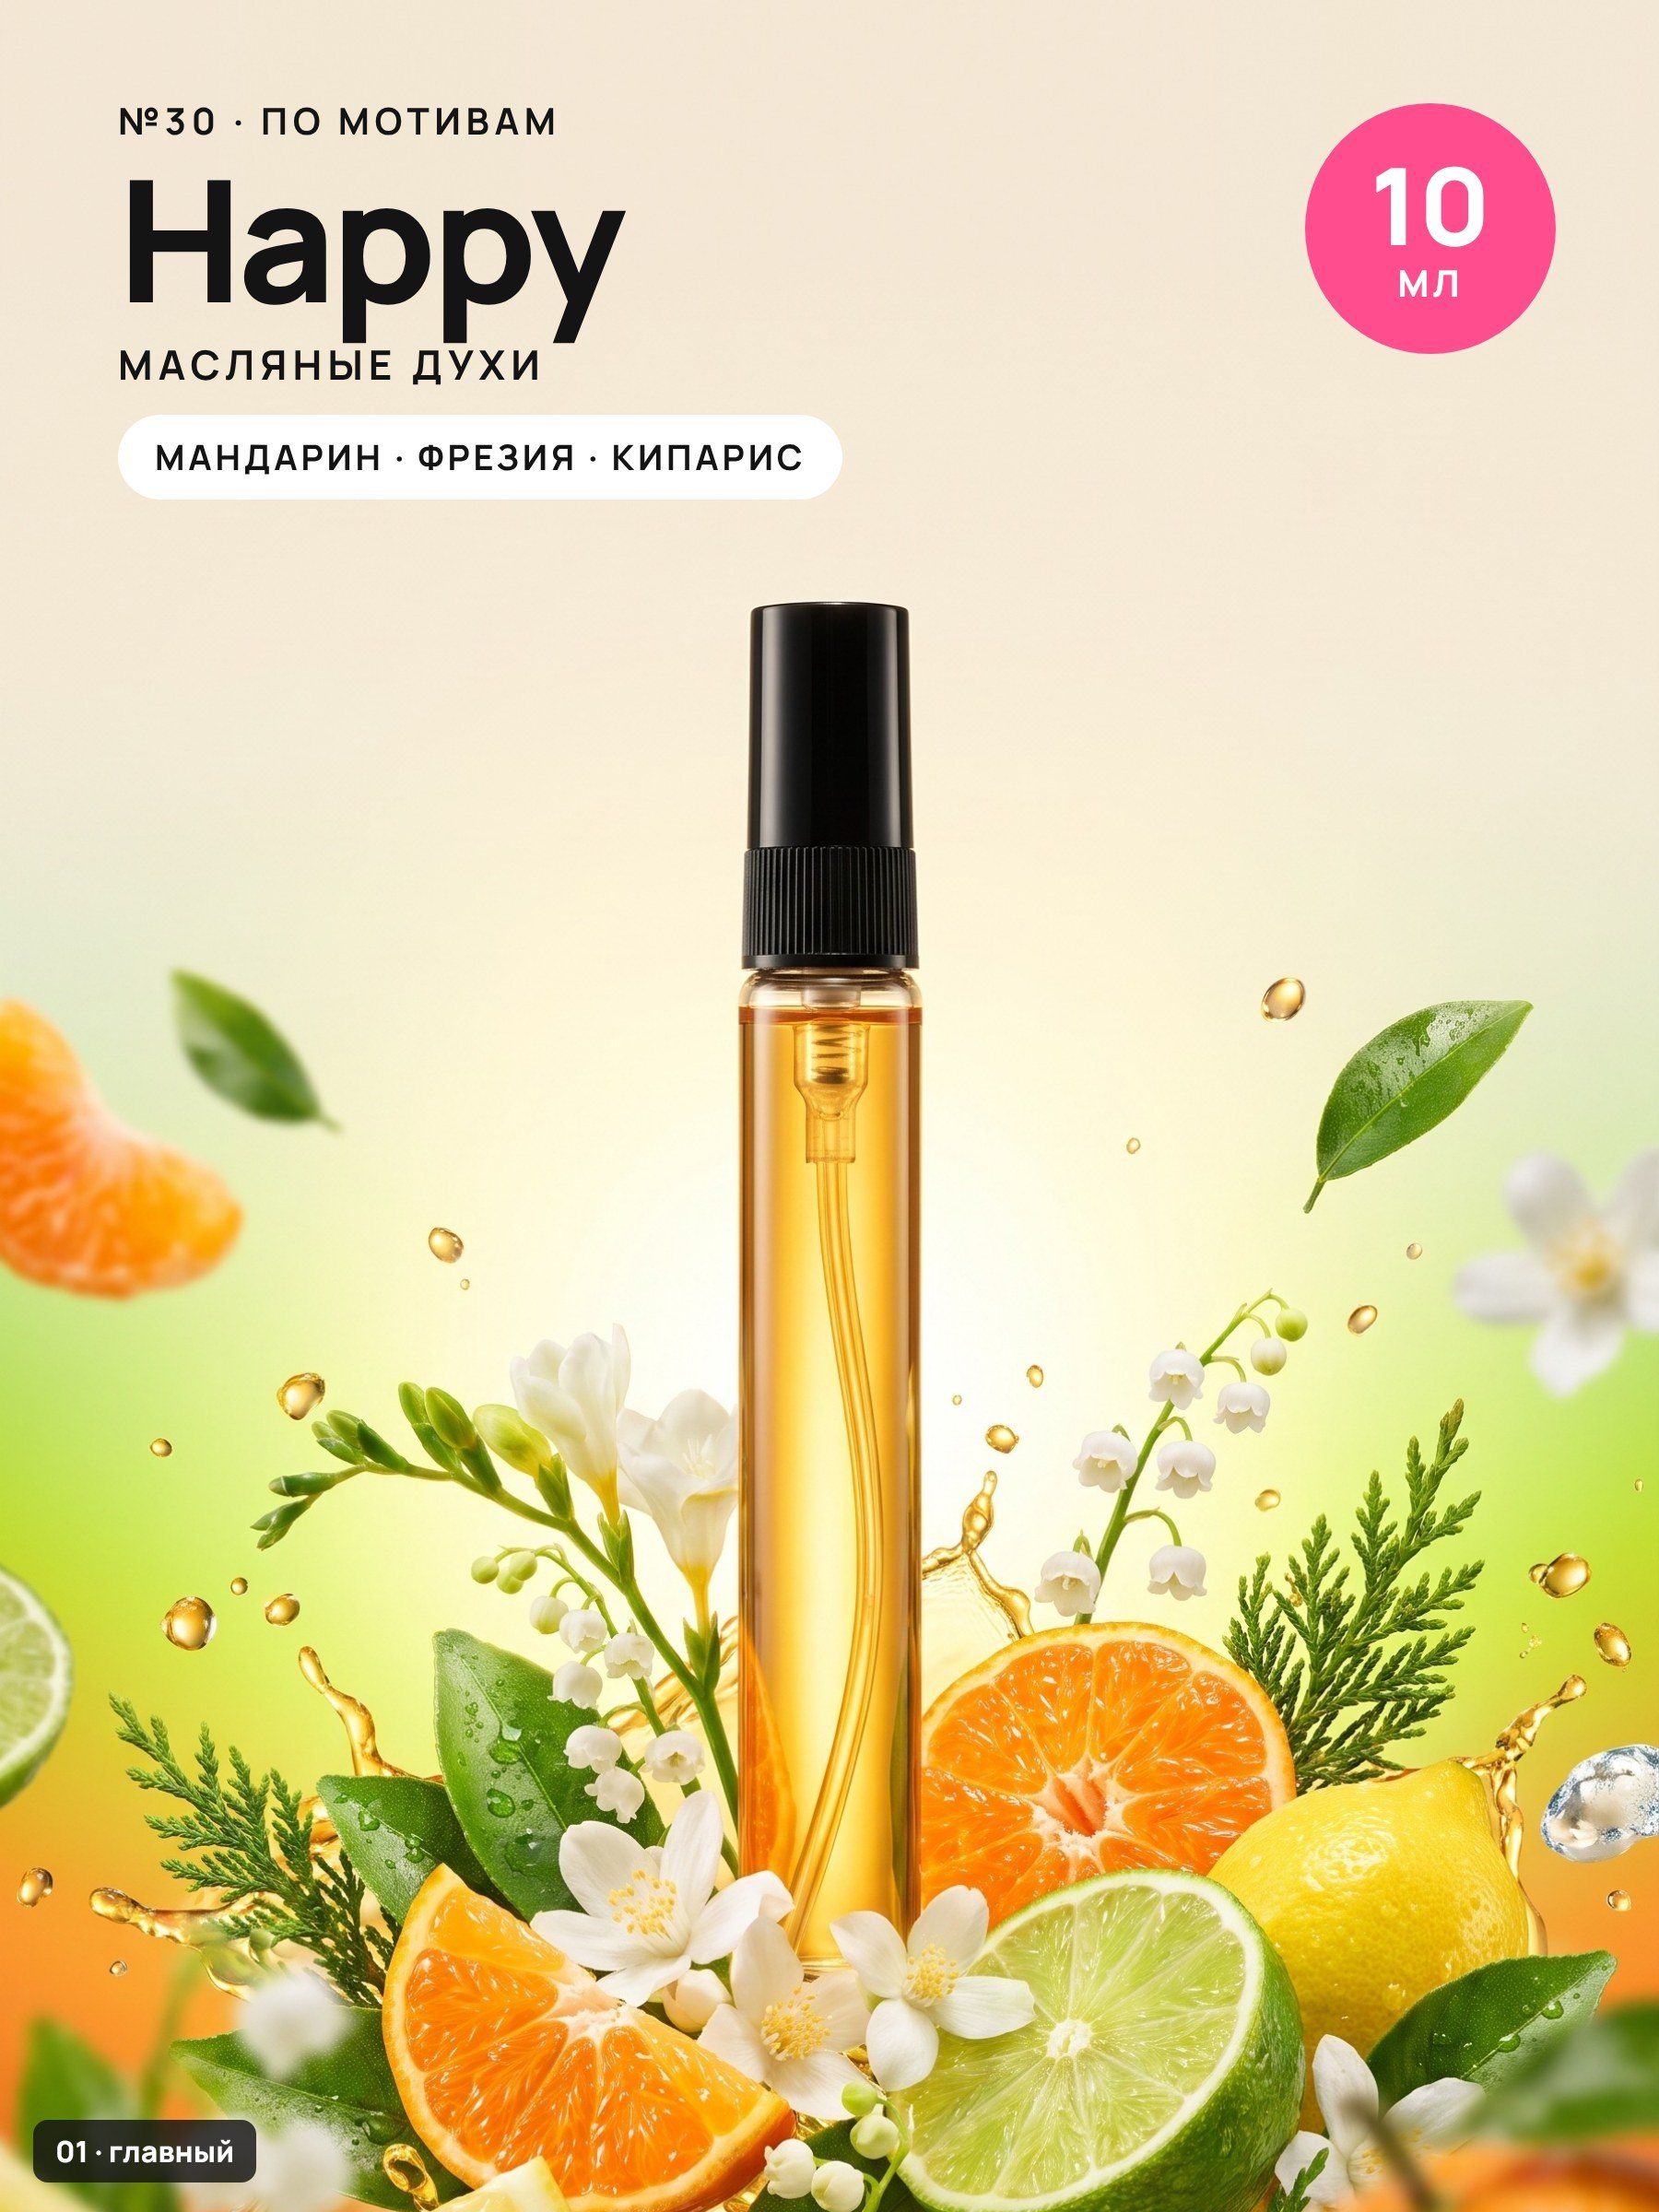 №30 · ПО МОТИВАМ
Happy
МАСЛЯНЫЕ ДУХИ
МАНДАРИН · ФРЕЗИЯ · КИПАРИС
10
МЛ
01 · главный